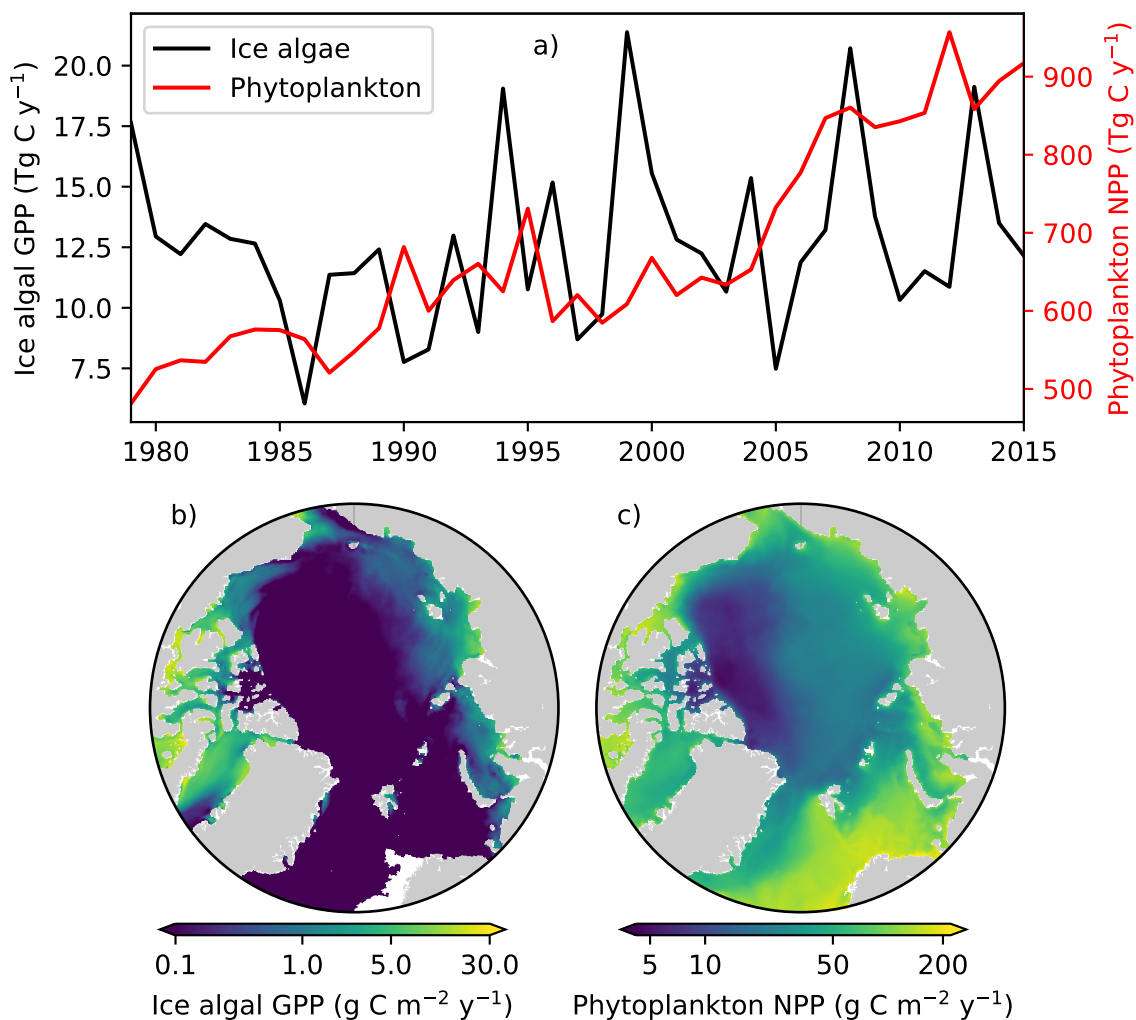 Ice algae
Phytoplankton
a)
Ice algal GPP (Tg C y⁻¹)
20.0
17.5
15.0
12.5
10.0
7.5
Phytoplankton NPP (Tg C y⁻¹)
900
800
700
600
500
1980 1985 1990 1995 2000 2005 2010 2015
b)
c)
0.1 1.0 5.0 30.0
Ice algal GPP (g C m⁻² y⁻¹)
5 10 50 200
Phytoplankton NPP (g C m⁻² y⁻¹)